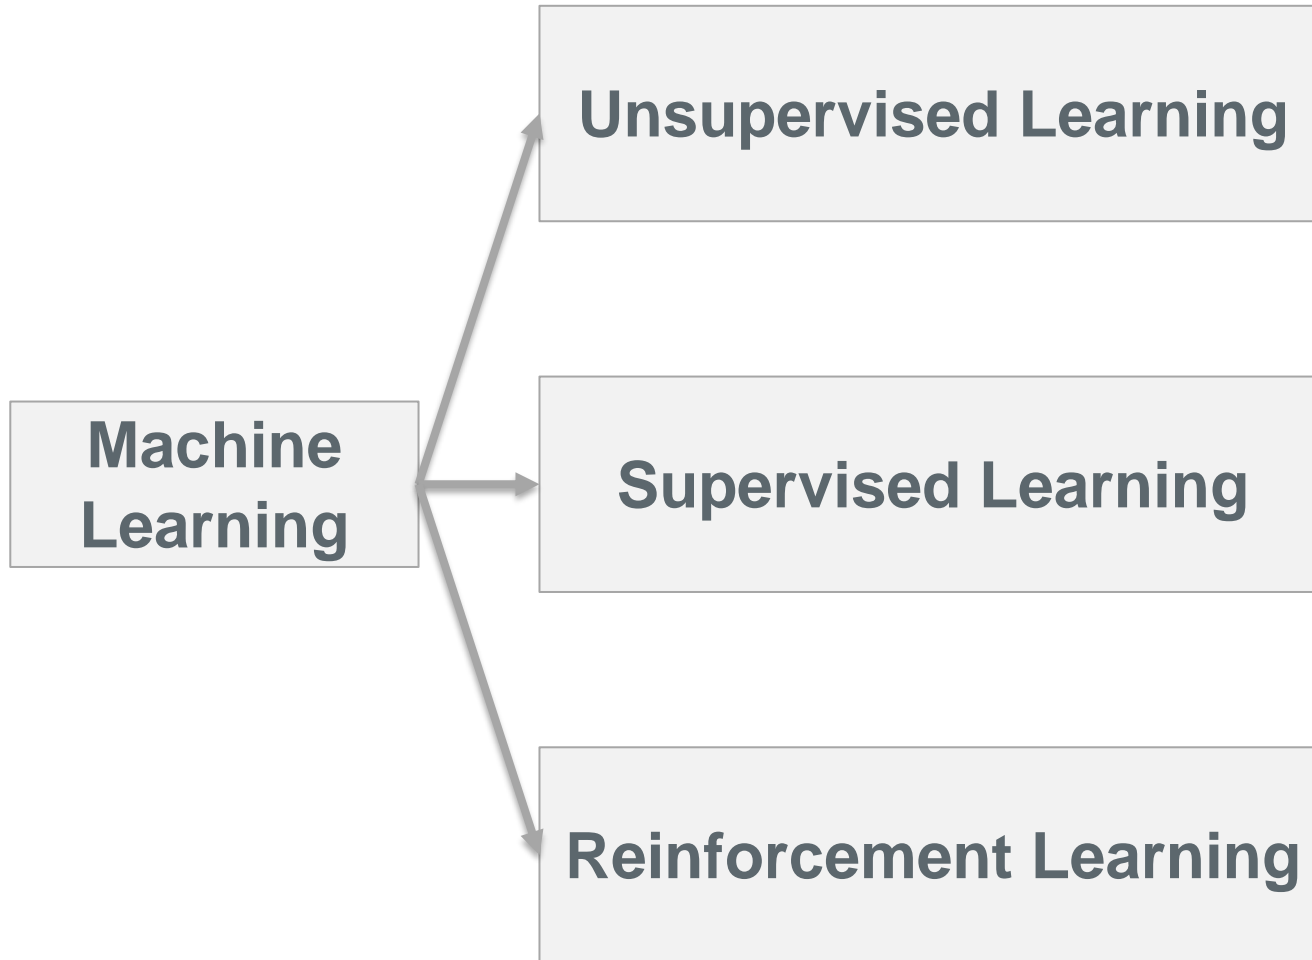 Unsupervised Learning
Machine
Learning
Supervised Learning
Reinforcement Learning